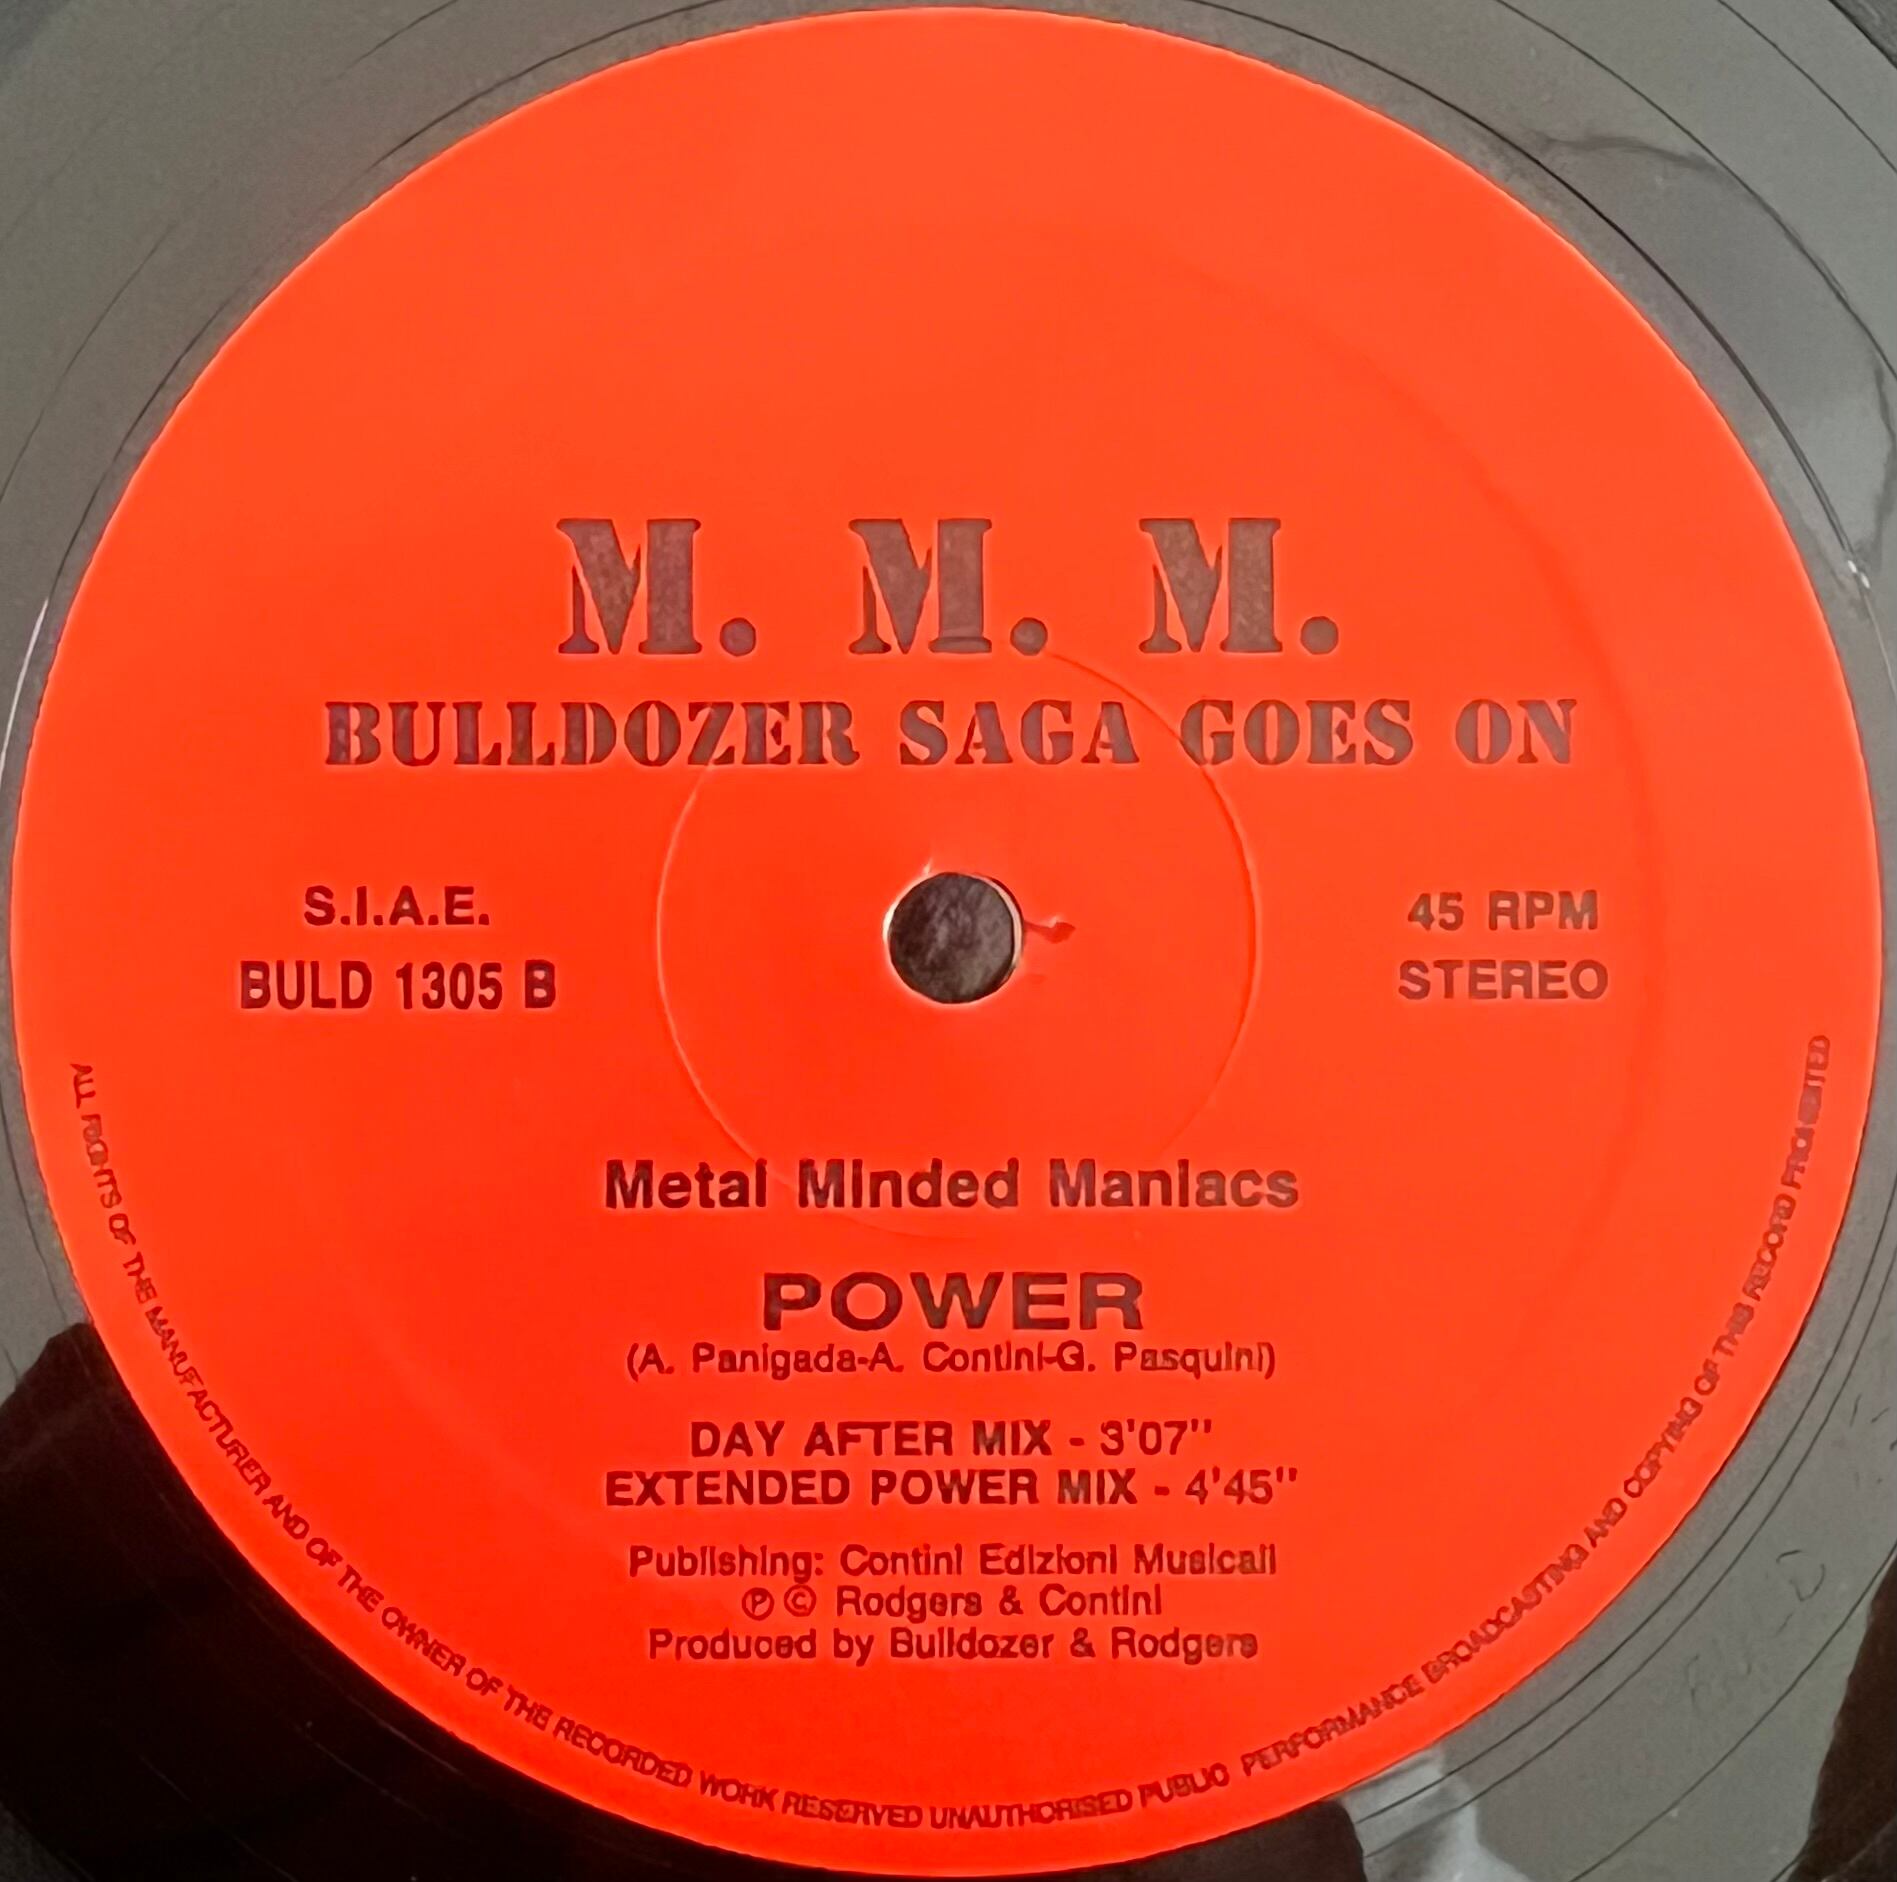 M. M. M.
BULLDOZER SAGA GOES ON
S.I.A.E.
BULD 1305 B
45 RPM
STEREO
Metal Minded Maniacs
POWER
(A. Panigada-A. Contini-G. Pasquini)
DAY AFTER MIX - 3'07"
EXTENDED POWER MIX - 4'45"
Publishing: Contini Edizioni Musicali
Ⓟ © Rodgers & Contini
Produced by Bulldozer & Rodgers
ALL RIGHTS OF THE MANUFACTURER AND OF THE OWNER OF THE RECORDED WORK RESERVED UNAUTHORISED PUBLIC PERFORMANCE BROADCASTING AND COPYING OF THIS RECORD PROHIBITED